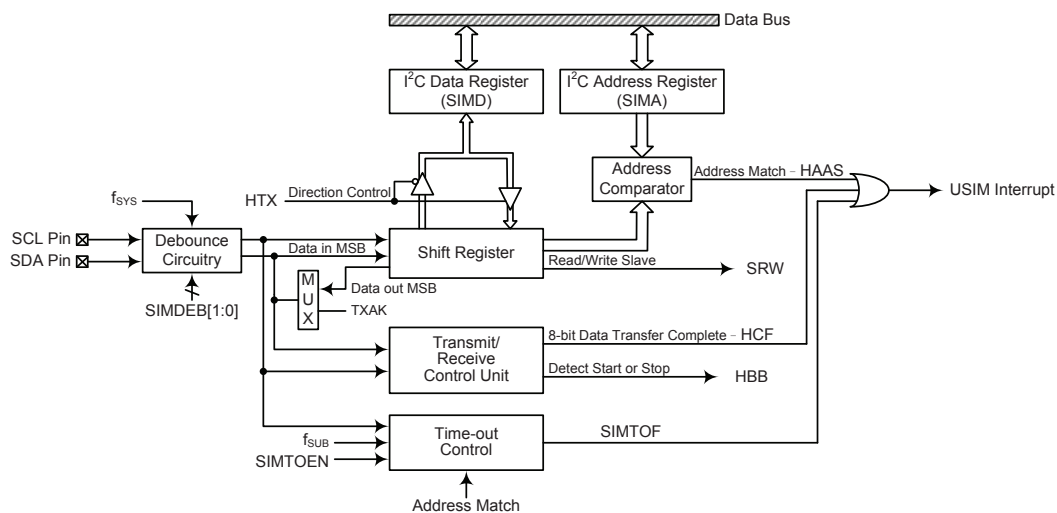 Data Bus
I²C Data Register
(SIMD)
I²C Address Register
(SIMA)
Address
Comparator
Address Match – HAAS
USIM Interrupt
HTX
Direction Control
fSYS
SCL Pin
SDA Pin
Debounce
Circuitry
SIMDEB[1:0]
Data in MSB
Shift Register
Read/Write Slave
SRW
M
U
X
Data out MSB
TXAK
Transmit/
Receive
Control Unit
8-bit Data Transfer Complete – HCF
Detect Start or Stop
HBB
fSUB
SIMTOEN
Time-out
Control
SIMTOF
Address Match